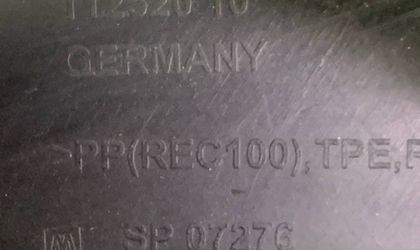 GERMANY
>PP(REC100),TPE,P
SP 07276